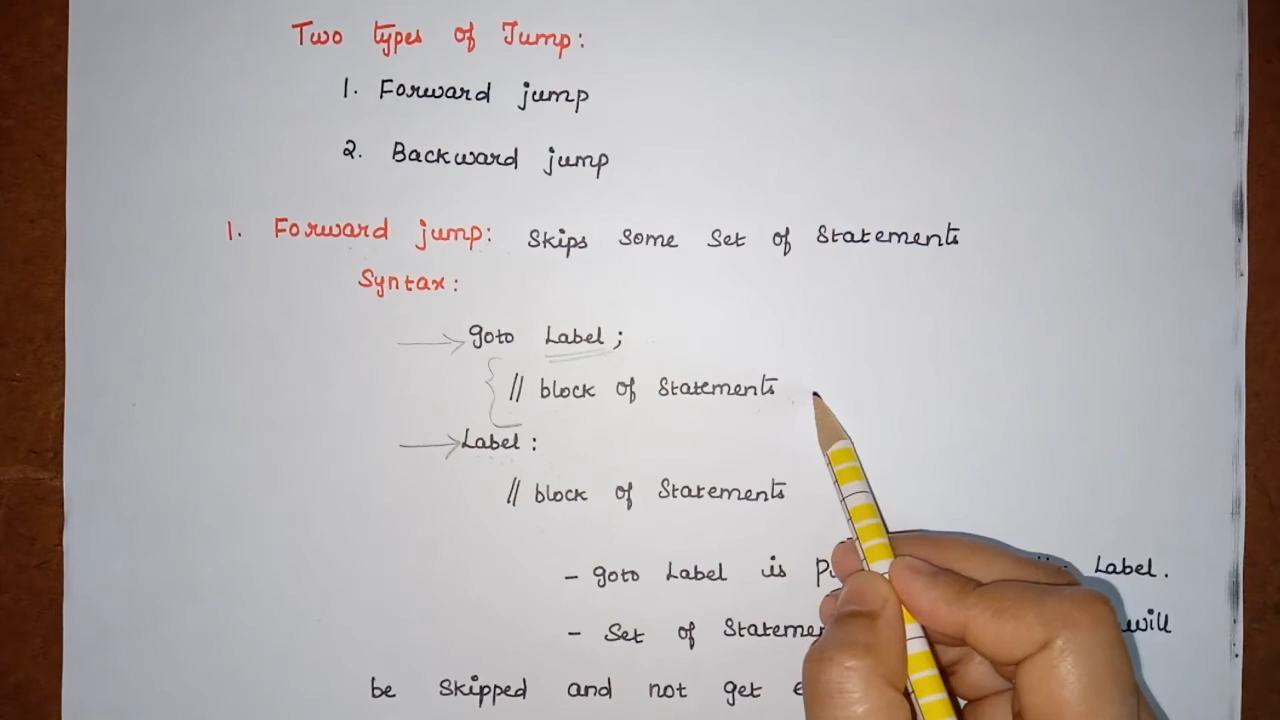 Two types of Jump:
1. Forward jump
2. Backward jump
1. Forward jump: Skips some set of Statements
Syntax:
goto Label;
// block of Statements
Label:
// block of Statements
- goto Label is Label.
- Set of will
be skipped and not get